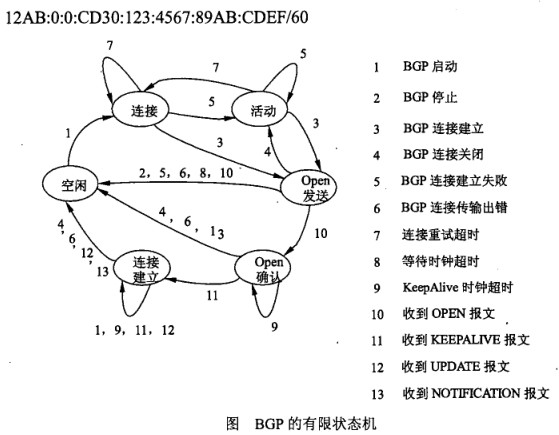 12AB:0:0:CD30:123:4567:89AB:CDEF/60
7
7
5
连接
5
活动
1
3
3
4
2，5，6，8，10
空闲
Open
发送
4，6，13
10
4，6，12，13
连接
建立
Open
确认
11
1，9，11，12
9
1 BGP 启动
2 BGP 停止
3 BGP 连接建立
4 BGP 连接关闭
5 BGP 连接建立失败
6 BGP 连接传输出错
7 连接重试超时
8 等待时钟超时
9 KeepAlive 时钟超时
10 收到 OPEN 报文
11 收到 KEEPALIVE 报文
12 收到 UPDATE 报文
13 收到 NOTIFICATION 报文
图 BGP 的有限状态机